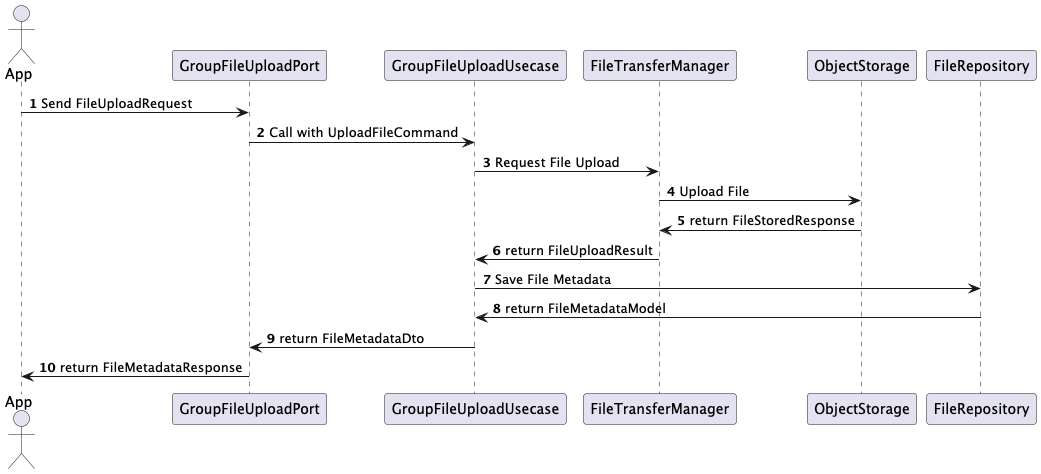 App
GroupFileUploadPort
GroupFileUploadUsecase
FileTransferManager
ObjectStorage
FileRepository
1 Send FileUploadRequest
2 Call with UploadFileCommand
3 Request File Upload
4 Upload File
5 return FileStoredResponse
6 return FileUploadResult
7 Save File Metadata
8 return FileMetadataModel
9 return FileMetadataDto
10 return FileMetadataResponse
App
GroupFileUploadPort
GroupFileUploadUsecase
FileTransferManager
ObjectStorage
FileRepository